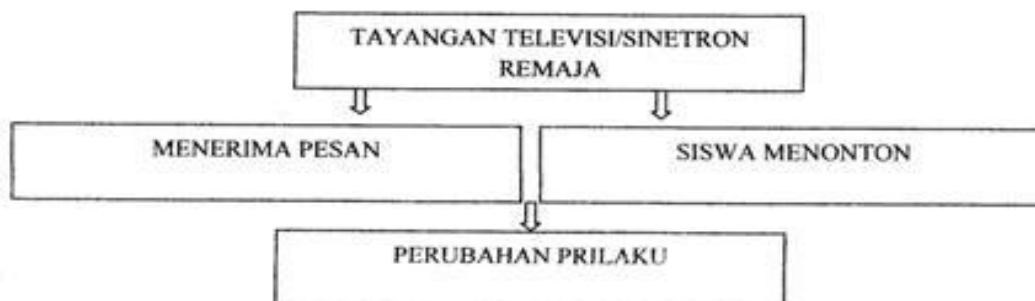 TAYANGAN TELEVISI/SINETRON
REMAJA
MENERIMA PESAN
SISWA MENONTON
PERUBAHAN PRILAKU